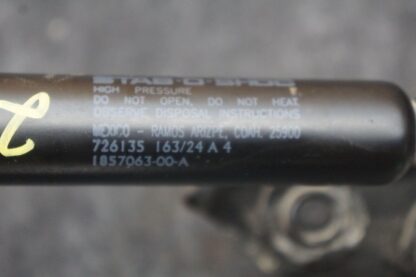 STAB-O-SHOC
HIGH PRESSURE
DO NOT OPEN, DO NOT HEAT
OBSERVE DISPOSAL INSTRUCTIONS
MEXICO - RAMOS ARIZPE, COAH. 25900
726135 163/24 A 4
1857063-00-A